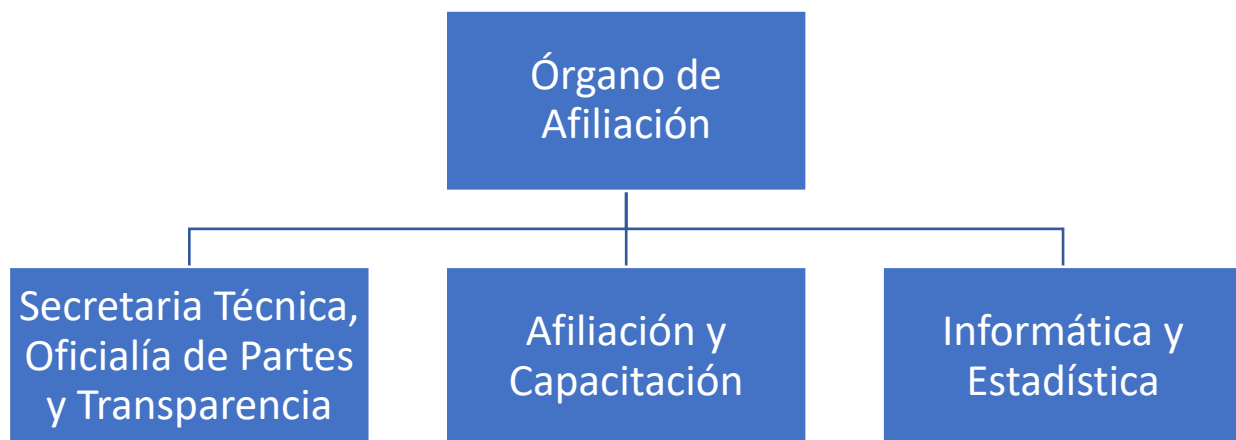 Órgano de
Afiliación
Secretaria Técnica,
Oficialía de Partes
y Transparencia
Afiliación y
Capacitación
Informática y
Estadística